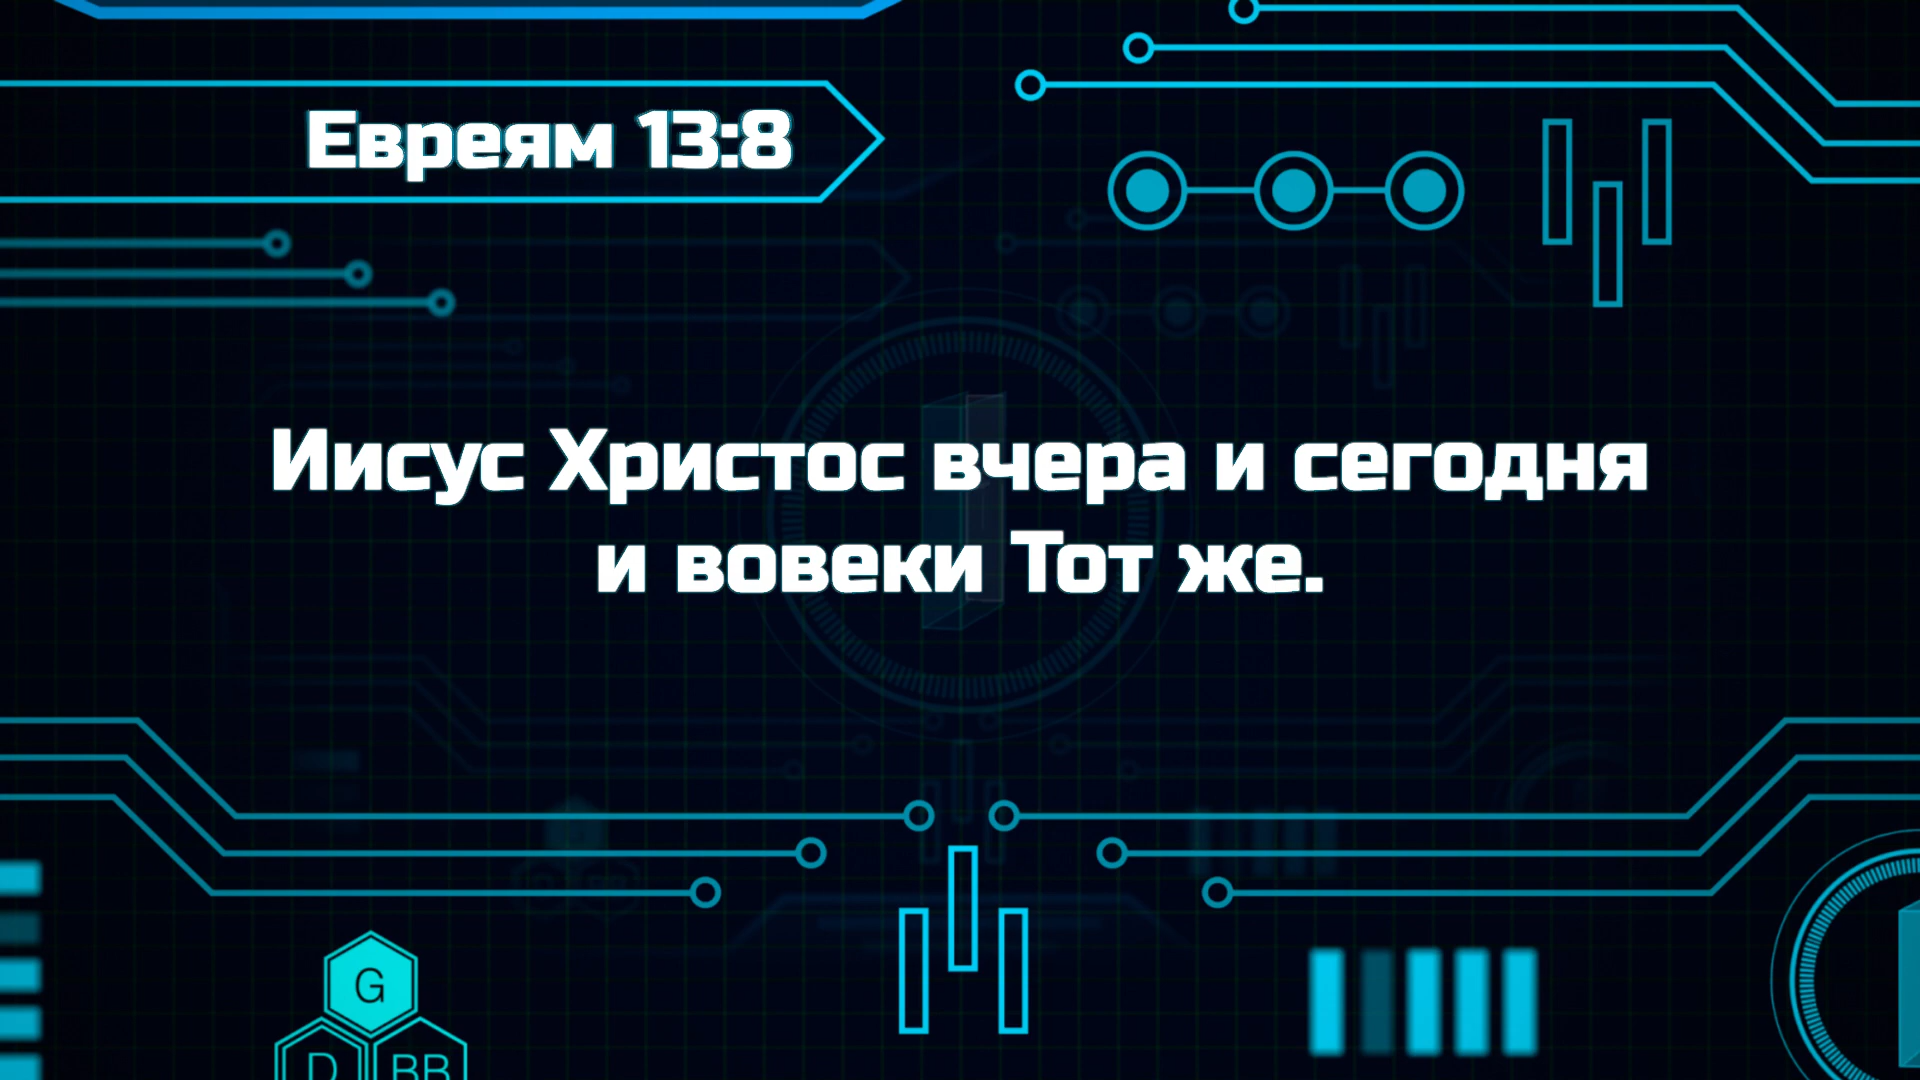 Евреям 13:8
Иисус Христос вчера и сегодня
и вовеки Тот же.
G
D BB